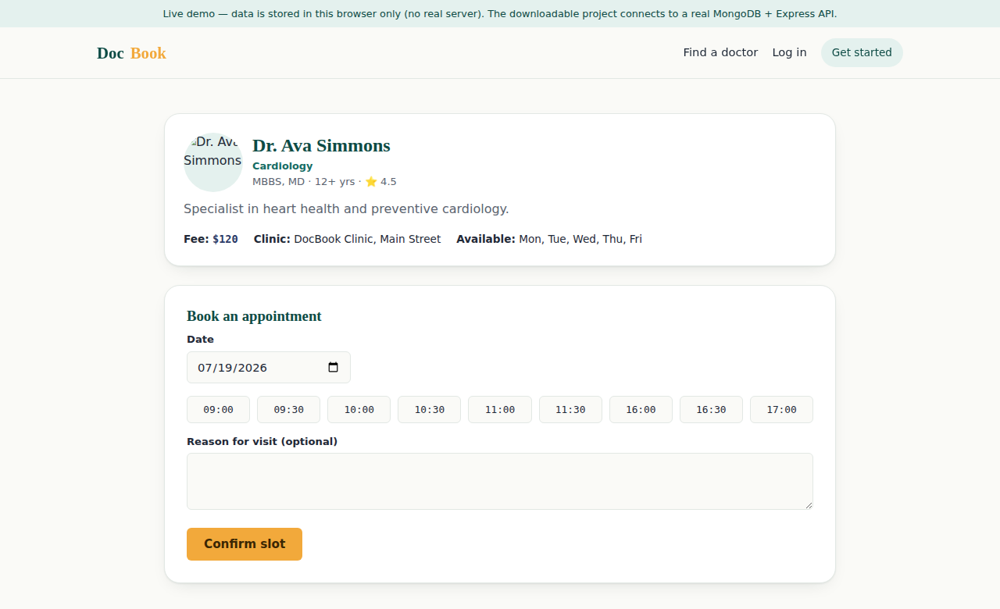 Live demo — data is stored in this browser only (no real server). The downloadable project connects to a real MongoDB + Express API.
Doc Book
Find a doctor Log in Get started
Dr. Ava
Simmons
Dr. Ava Simmons
Cardiology
MBBS, MD · 12+ yrs · ⭐ 4.5
Specialist in heart health and preventive cardiology.
Fee: $120 Clinic: DocBook Clinic, Main Street Available: Mon, Tue, Wed, Thu, Fri
Book an appointment
Date
07/19/2026
09:00 09:30 10:00 10:30 11:00 11:30 16:00 16:30 17:00
Reason for visit (optional)
Confirm slot